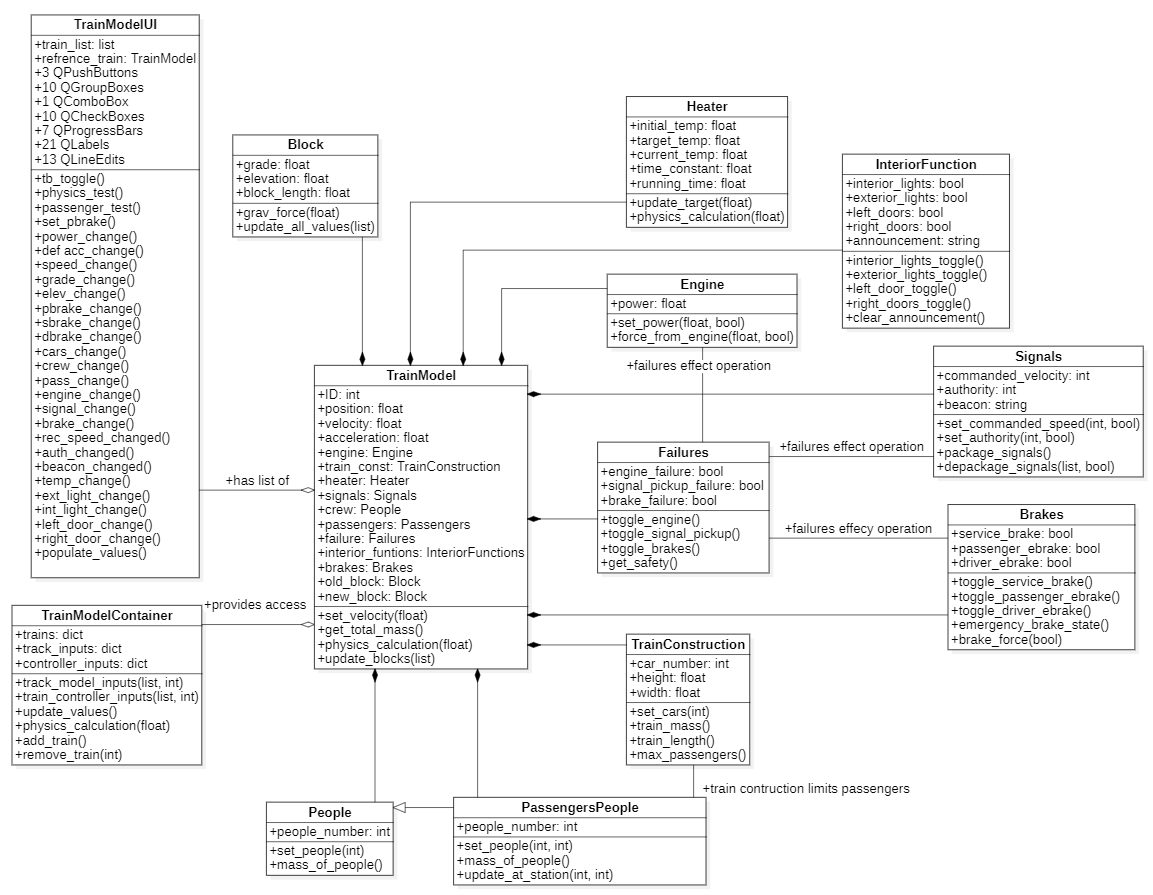 TrainModelUI
+train_list: list
+refrence_train: TrainModel
+3 QPushButtons
+10 QGroupBoxes
+1 QComboBox
+10 QCheckBoxes
+7 QProgressBars
+21 QLabels
+13 QLineEdits
+tb_toggle()
+physics_test()
+passenger_test()
+set_pbrake()
+power_change()
+def acc_change()
+speed_change()
+grade_change()
+elev_change()
+pbrake_change()
+sbrake_change()
+dbrake_change()
+cars_change()
+crew_change()
+pass_change()
+engine_change()
+signal_change()
+brake_change()
+rec_speed_changed()
+auth_changed()
+beacon_changed()
+temp_change()
+ext_light_change()
+int_light_change()
+left_door_change()
+right_door_change()
+populate_values()
Block
+grade: float
+elevation: float
+block_length: float
+grav_force(float)
+update_all_values(list)
Heater
+initial_temp: float
+target_temp: float
+current_temp: float
+time_constant: float
+running_time: float
+update_target(float)
+physics_calculation(float)
InteriorFunction
+interior_lights: bool
+exterior_lights: bool
+left_doors: bool
+right_doors: bool
+announcement: string
+interior_lights_toggle()
+exterior_lights_toggle()
+left_door_toggle()
+right_doors_toggle()
+clear_announcement()
Engine
+power: float
+set_power(float, bool)
+force_from_engine(float, bool)
+failures effect operation
Signals
+commanded_velocity: int
+authority: int
+beacon: string
+set_commanded_speed(int, bool)
+set_authority(int, bool)
+package_signals()
+depackage_signals(list, bool)
TrainModel
+ID: int
+position: float
+velocity: float
+acceleration: float
+engine: Engine
+train_const: TrainConstruction
+heater: Heater
+signals: Signals
+crew: People
+passengers: Passengers
+failure: Failures
+interior_funtions: InteriorFunctions
+brakes: Brakes
+old_block: Block
+new_block: Block
+set_velocity(float)
+get_total_mass()
+physics_calculation(float)
+update_blocks(list)
+has list of
+failures effect operation
Failures
+engine_failure: bool
+signal_pickup_failure: bool
+brake_failure: bool
+toggle_engine()
+toggle_signal_pickup()
+toggle_brakes()
+get_safety()
+failures effecy operation
Brakes
+service_brake: bool
+passenger_ebrake: bool
+driver_ebrake: bool
+toggle_service_brake()
+toggle_passenger_ebrake()
+toggle_driver_ebrake()
+emergency_brake_state()
+brake_force(bool)
+provides access
TrainModelContainer
+trains: dict
+track_inputs: dict
+controller_inputs: dict
+track_model_inputs(list, int)
+train_controller_inputs(list, int)
+update_values()
+physics_calculation(float)
+add_train()
+remove_train(int)
TrainConstruction
+car_number: int
+height: float
+width: float
+set_cars(int)
+train_mass()
+train_length()
+max_passengers()
+train contruction limits passengers
People
+people_number: int
+set_people(int)
+mass_of_people()
PassengersPeople
+people_number: int
+set_people(int, int)
+mass_of_people()
+update_at_station(int, int)